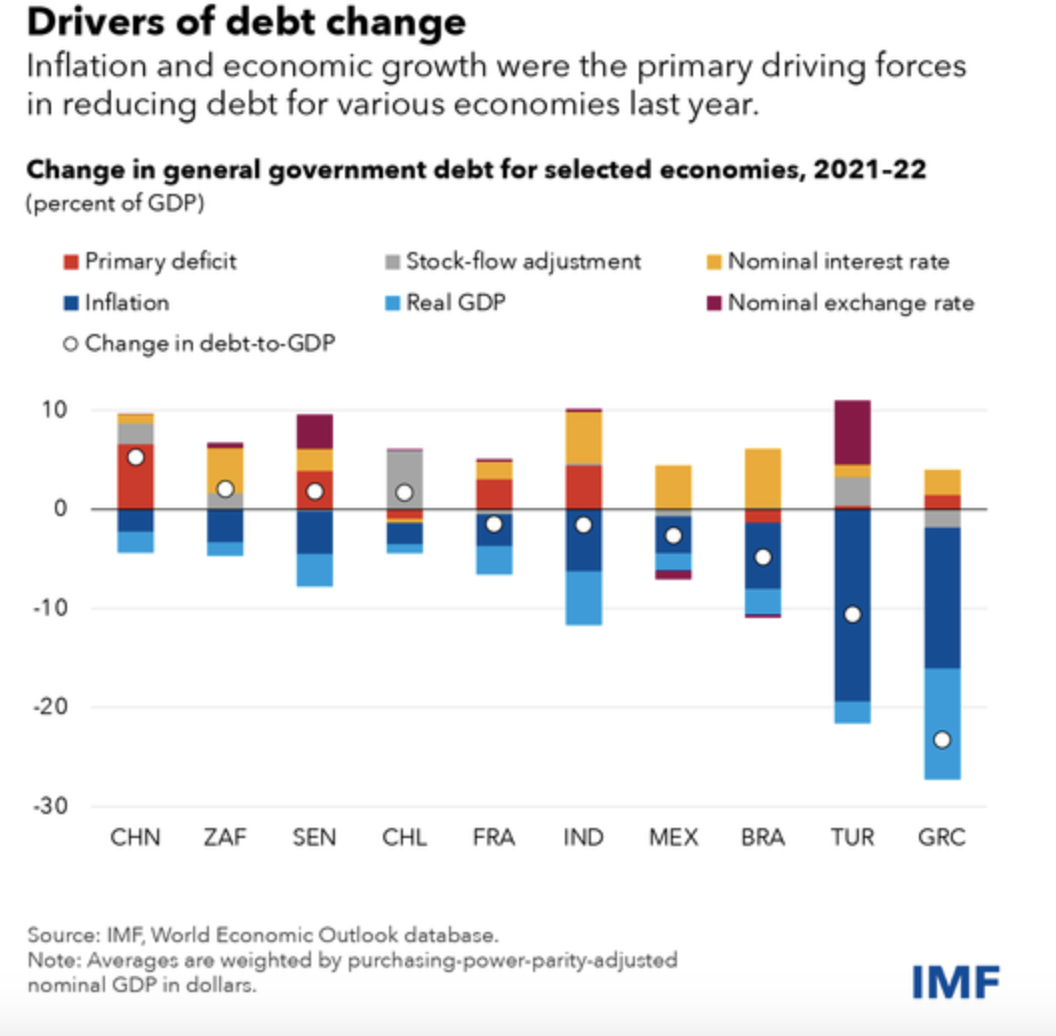 Drivers of debt change
Inflation and economic growth were the primary driving forces
in reducing debt for various economies last year.
Change in general government debt for selected economies, 2021–22
(percent of GDP)
Primary deficit Stock-flow adjustment Nominal interest rate
Inflation Real GDP Nominal exchange rate
Change in debt-to-GDP
10
0
-10
-20
-30
CHN ZAF SEN CHL FRA IND MEX BRA TUR GRC
Source: IMF, World Economic Outlook database.
Note: Averages are weighted by purchasing-power-parity-adjusted
nominal GDP in dollars.
IMF